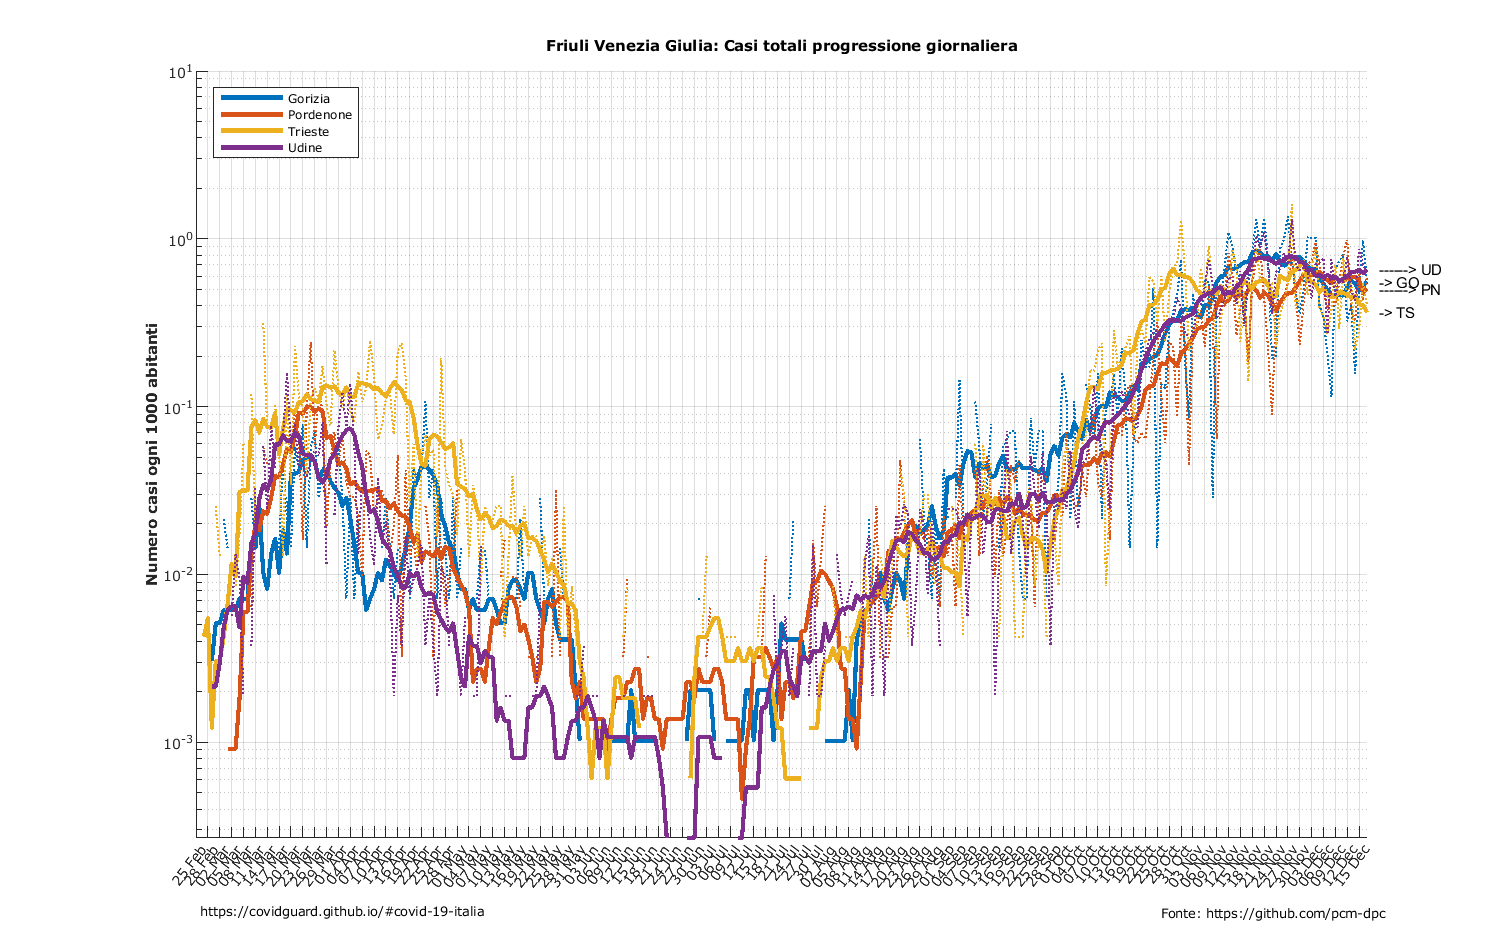 Friuli Venezia Giulia: Casi totali progressione giornaliera
10^1
10^0
10^-1
10^-2
10^-3
Numero casi ogni 1000 abitanti
Gorizia
Pordenone
Trieste
Udine
------> UD
-> GO
------> PN
-> TS
25 Feb
28 Feb
02 Mar
05 Mar
08 Mar
11 Mar
14 Mar
17 Mar
20 Mar
23 Mar
26 Mar
29 Mar
01 Apr
04 Apr
07 Apr
10 Apr
13 Apr
16 Apr
19 Apr
22 Apr
25 Apr
28 Apr
01 May
04 May
07 May
10 May
13 May
16 May
19 May
22 May
25 May
28 May
31 May
03 Jun
06 Jun
09 Jun
12 Jun
15 Jun
18 Jun
21 Jun
24 Jun
27 Jun
30 Jun
03 Jul
06 Jul
09 Jul
12 Jul
15 Jul
18 Jul
21 Jul
24 Jul
27 Jul
30 Jul
02 Aug
05 Aug
08 Aug
11 Aug
14 Aug
17 Aug
20 Aug
23 Aug
26 Aug
29 Aug
01 Sep
04 Sep
07 Sep
10 Sep
13 Sep
16 Sep
19 Sep
22 Sep
25 Sep
28 Sep
01 Oct
04 Oct
07 Oct
10 Oct
13 Oct
16 Oct
19 Oct
22 Oct
25 Oct
28 Oct
31 Oct
03 Nov
06 Nov
09 Nov
12 Nov
15 Nov
18 Nov
21 Nov
24 Nov
27 Nov
30 Nov
03 Dec
06 Dec
09 Dec
12 Dec
15 Dec
https://covidguard.github.io/#covid-19-italia
Fonte: https://github.com/pcm-dpc